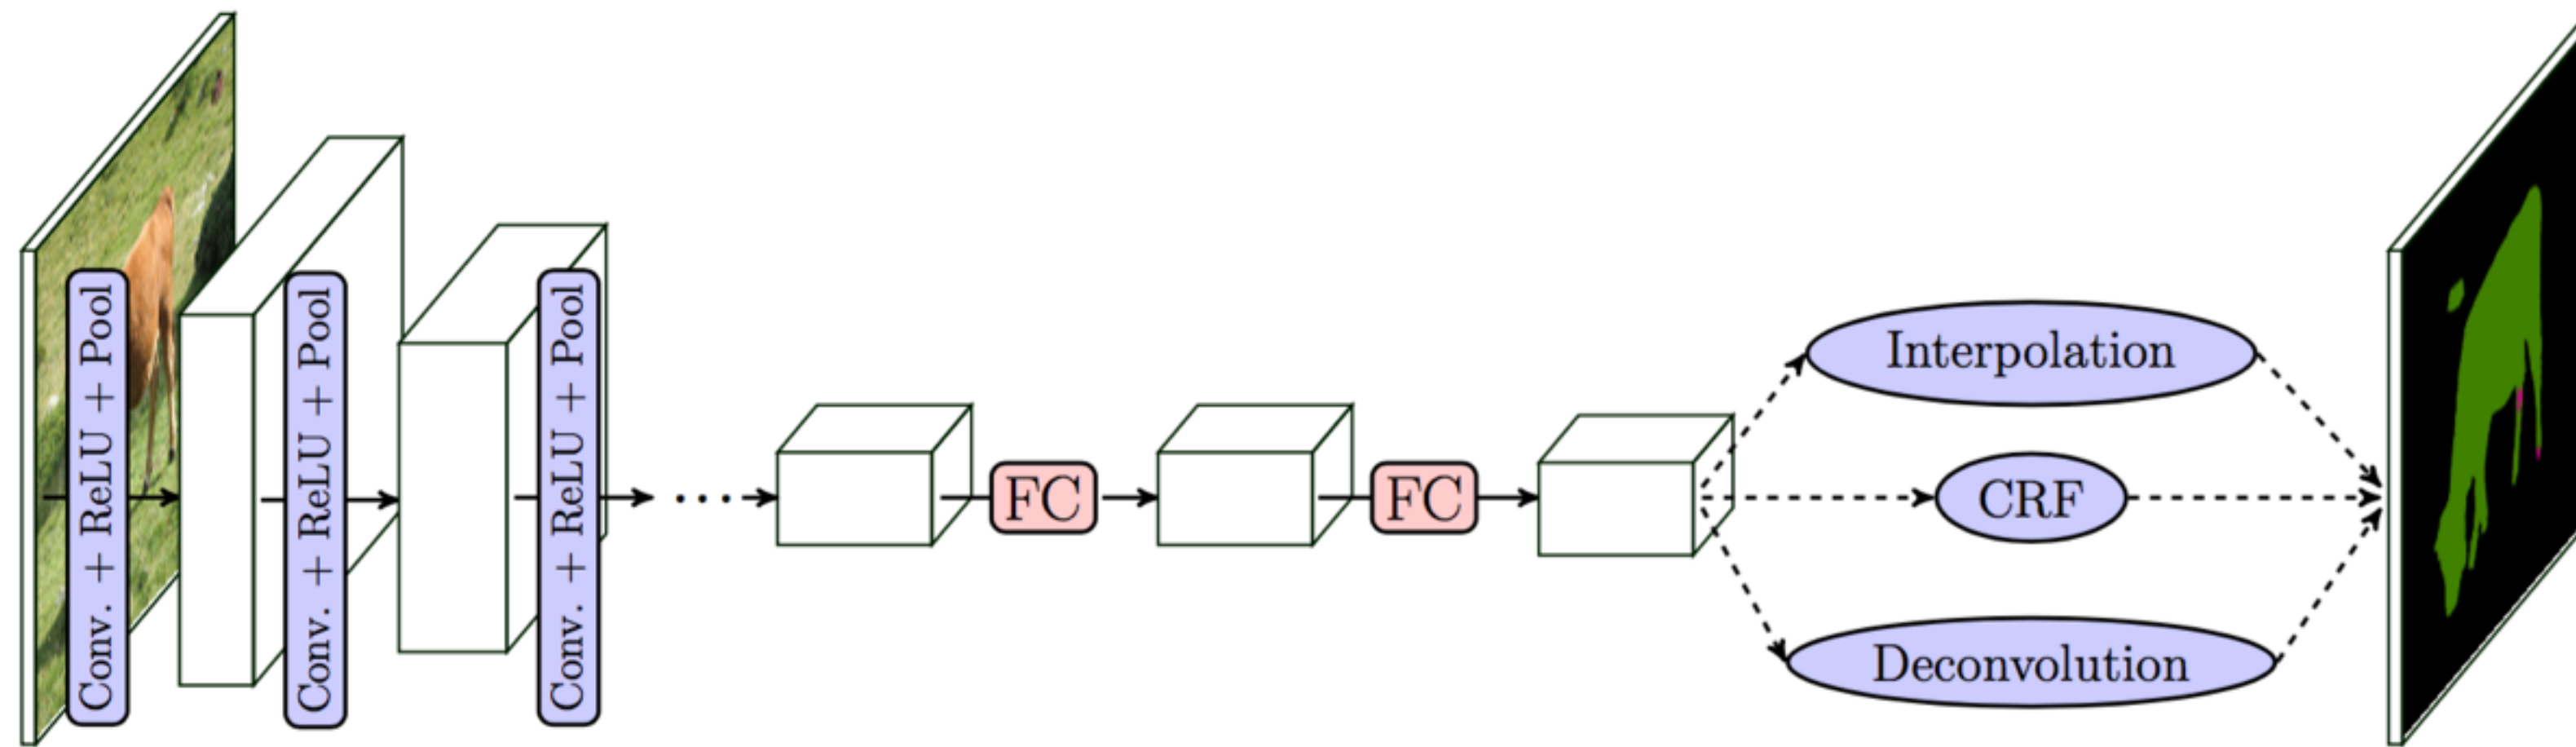 Conv. + ReLU + Pool
Conv. + ReLU + Pool
Conv. + ReLU + Pool
...
FC
FC
Interpolation
CRF
Deconvolution